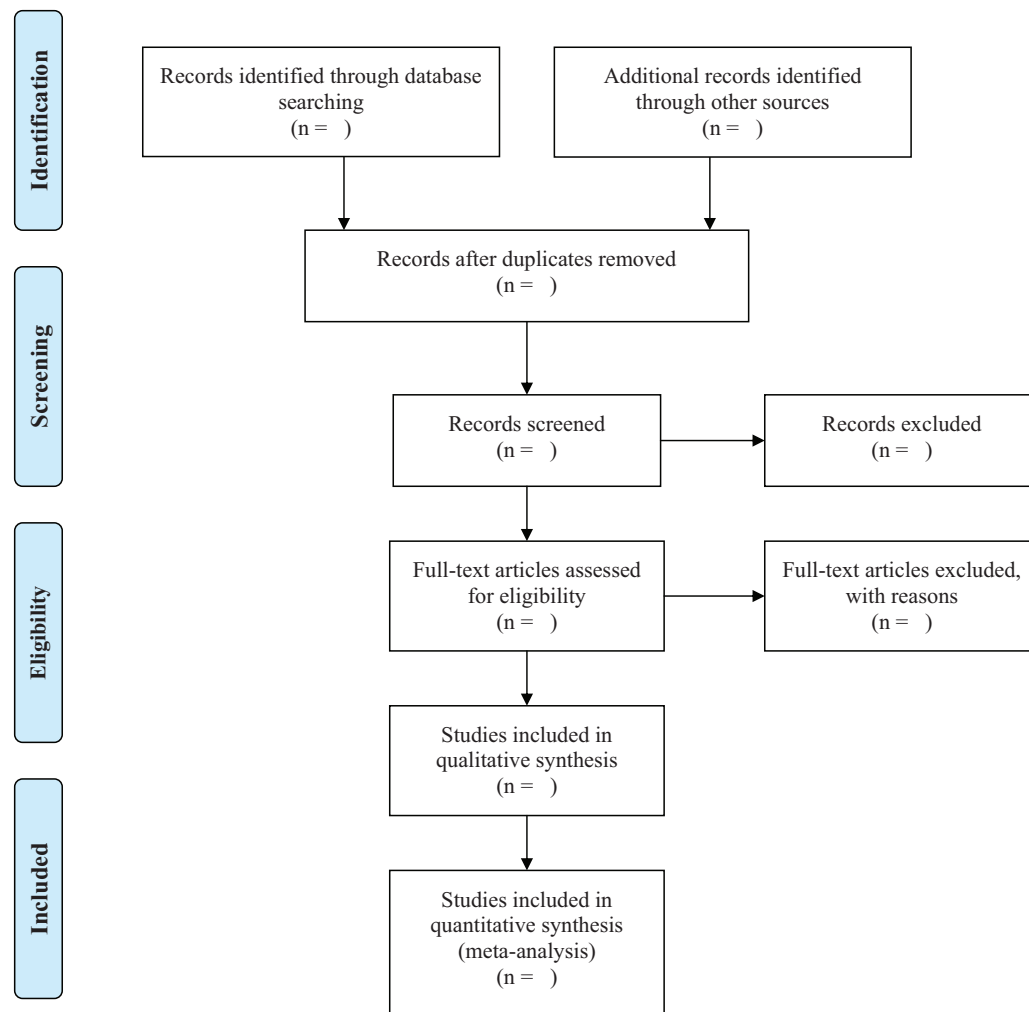 Identification
Records identified through database
searching
(n =   )
Additional records identified
through other sources
(n =   )
Screening
Records after duplicates removed
(n =   )
Records screened
(n =   )
Records excluded
(n =   )
Eligibility
Full-text articles assessed
for eligibility
(n =   )
Full-text articles excluded,
with reasons
(n =   )
Included
Studies included in
qualitative synthesis
(n =   )
Studies included in
quantitative synthesis
(meta-analysis)
(n =   )